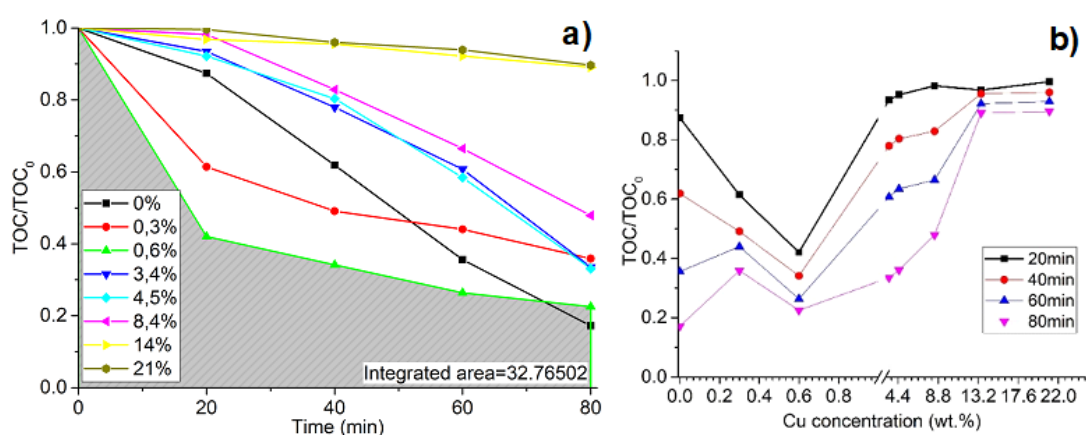 a)
TOC/TOC0
1.0
0.8
0.6
0.4
0.2
0.0
0%
0,3%
0,6%
3,4%
4,5%
8,4%
14%
21%
Integrated area=32.76502
0 20 40 60 80
Time (min)
b)
TOC/TOC0
1.0
0.8
0.6
0.4
0.2
0.0
20min
40min
60min
80min
0.0 0.2 0.4 0.6 0.8 4.4 8.8 13.2 17.6 22.0
Cu concentration (wt.%)